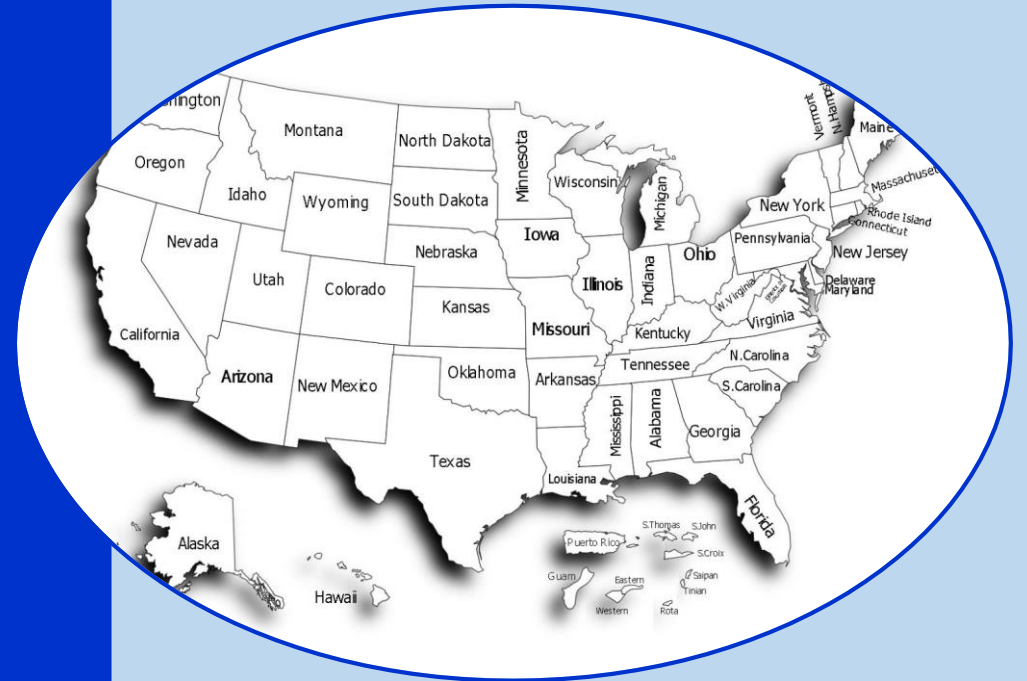 hington
Montana
North Dakota
Minnesota
Vermont
N.Hampsh
Maine
Oregon
Idaho
Wyoming
South Dakota
Wisconsin
Michigan
New York
Massachuset
Rhode Island
Connecticut
Nevada
Utah
Colorado
Nebraska
Iowa
Illinois
Indiana
Ohio
Pennsylvania
New Jersey
W.Virginia
Delaware
Maryland
California
Kansas
Missouri
Kentucky
Virginia
Arizona
New Mexico
Oklahoma
Arkansas
Tennessee
N.Carolina
S.Carolina
Texas
Louisiana
Mississippi
Alabama
Georgia
Florida
Alaska
Hawaii
Puerto Rico
S.Thomas
S.John
S.Croix
Guam
Eastern
Western
Saipan
Tinian
Rota